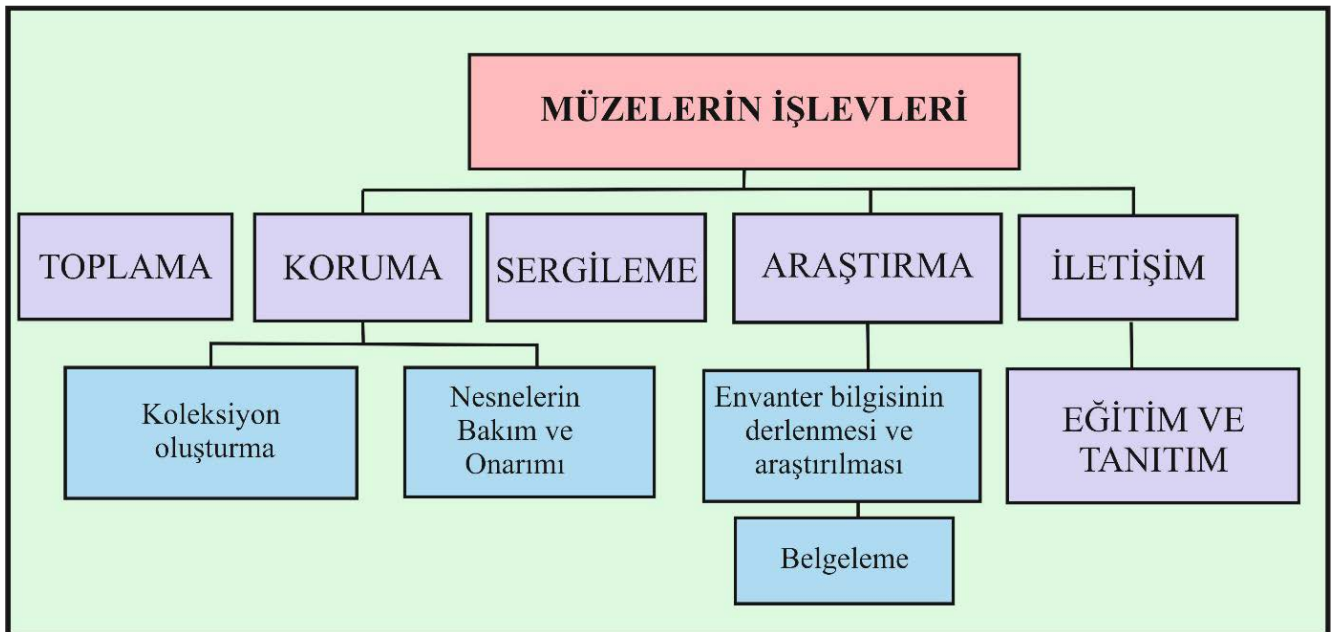 MÜZELERİN İŞLEVLERİ
TOPLAMA
KORUMA
SERGİLEME
ARAŞTIRMA
İLETİŞİM
Koleksiyon
oluşturma
Nesnelerin
Bakım ve
Onarımı
Envanter bilgisinin
derlenmesi ve
araştırılması
EĞİTİM VE
TANITIM
Belgeleme